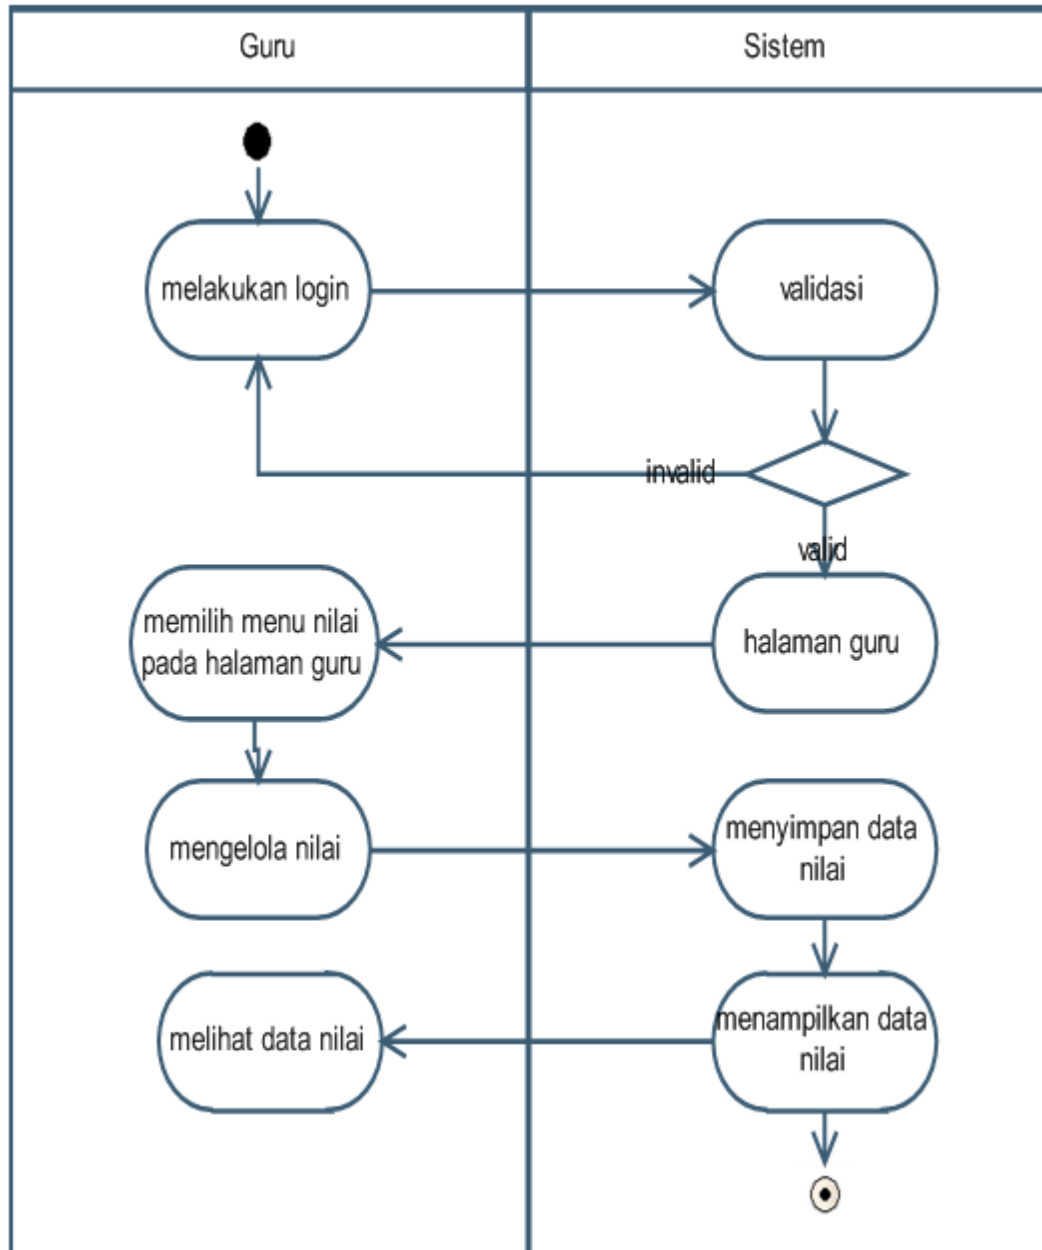 Guru
Sistem
melakukan login
validasi
invalid
valid
memilih menu nilai
pada halaman guru
halaman guru
mengelola nilai
menyimpan data
nilai
melihat data nilai
menampilkan data
nilai